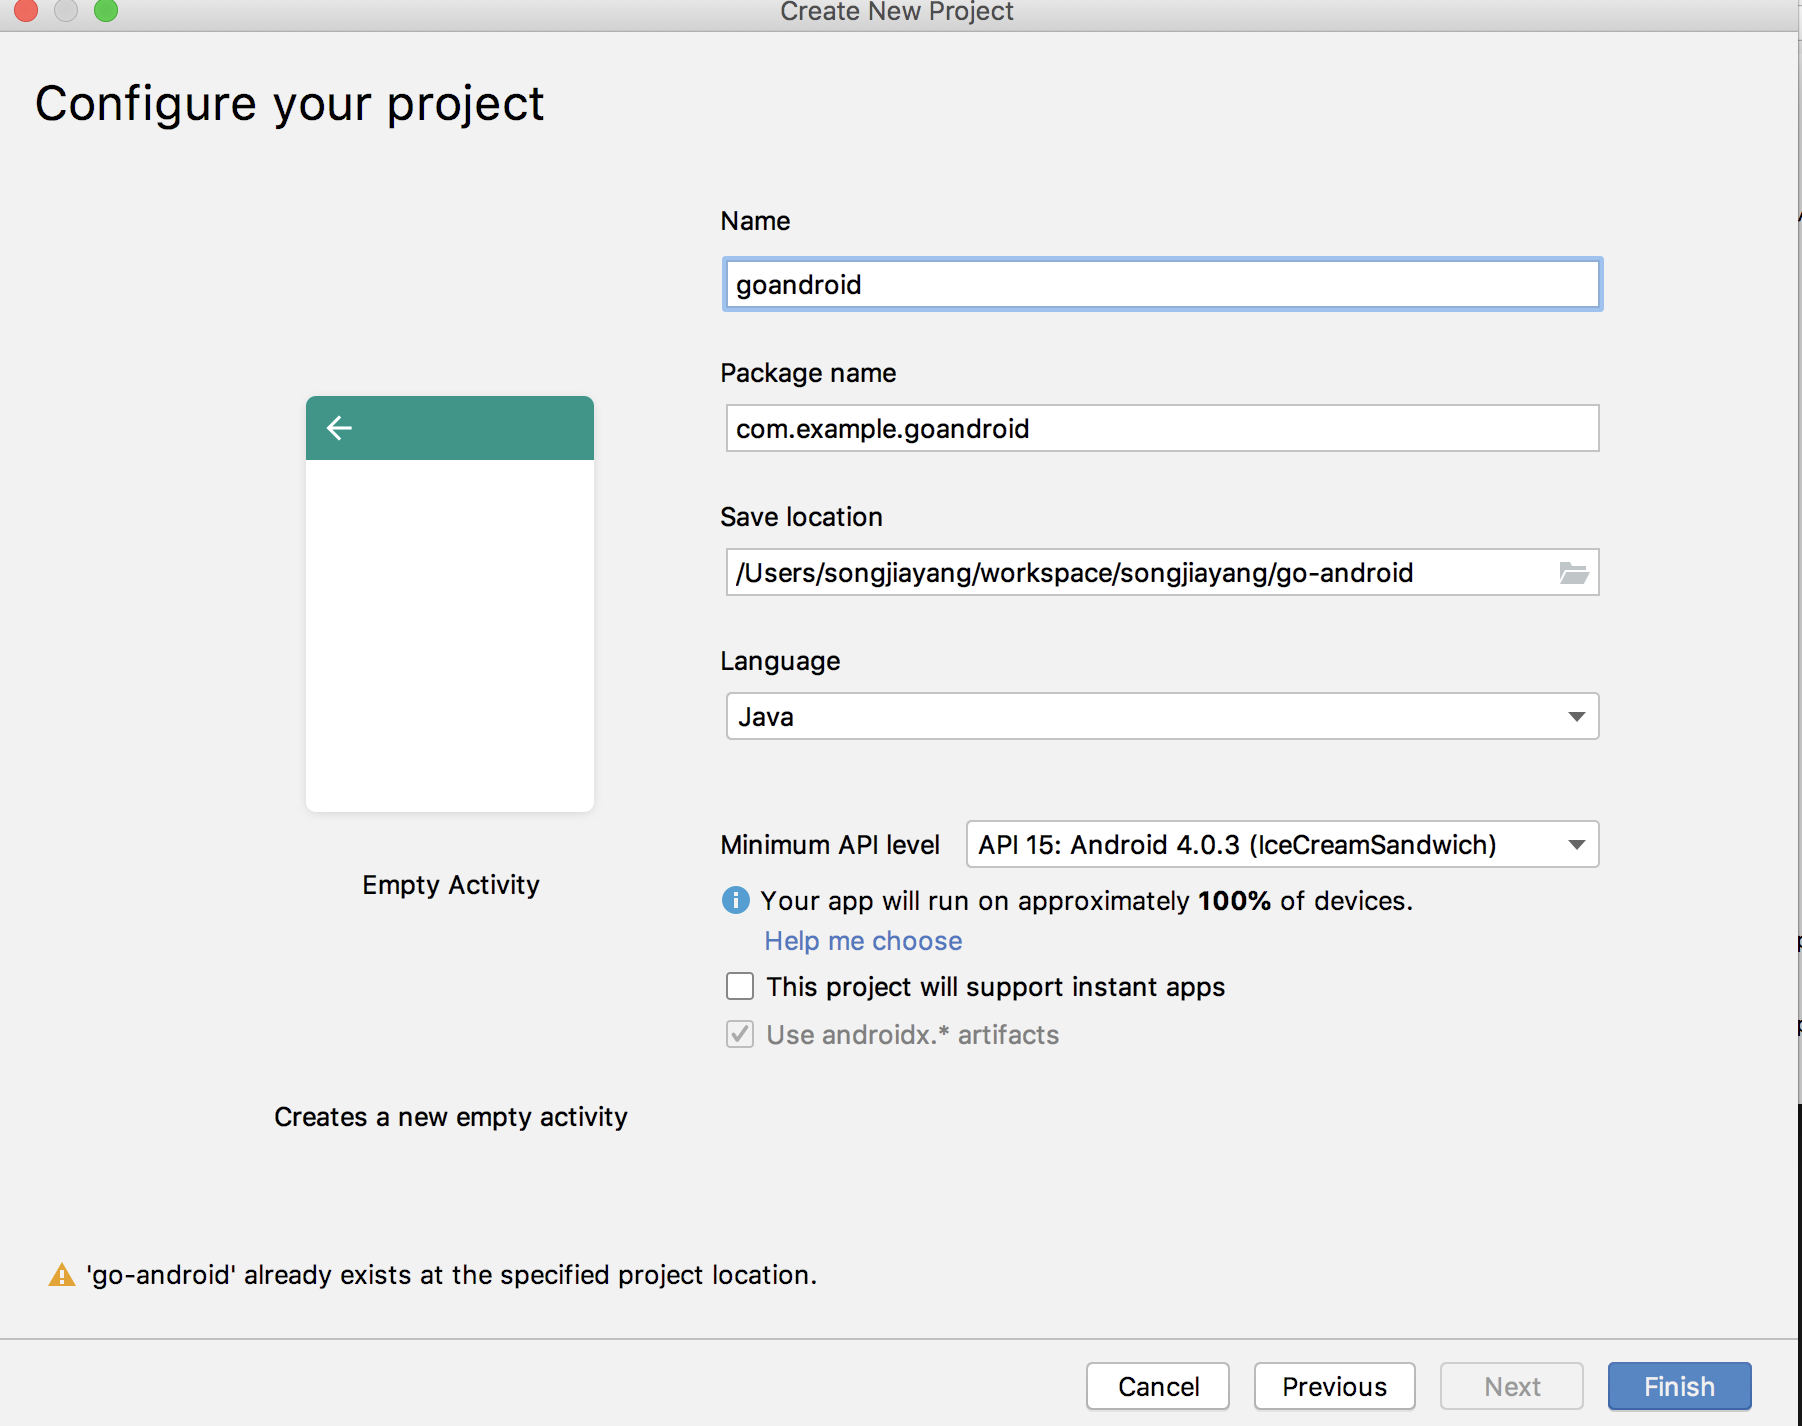 Create New Project
Configure your project
Name
goandroid
Package name
com.example.goandroid
Save location
/Users/songjiayang/workspace/songjiayang/go-android
Language
Java
Minimum API level API 15: Android 4.0.3 (IceCreamSandwich)
Empty Activity
Your app will run on approximately 100% of devices.
Help me choose
This project will support instant apps
Use androidx.* artifacts
Creates a new empty activity
'go-android' already exists at the specified project location.
Cancel Previous Next Finish